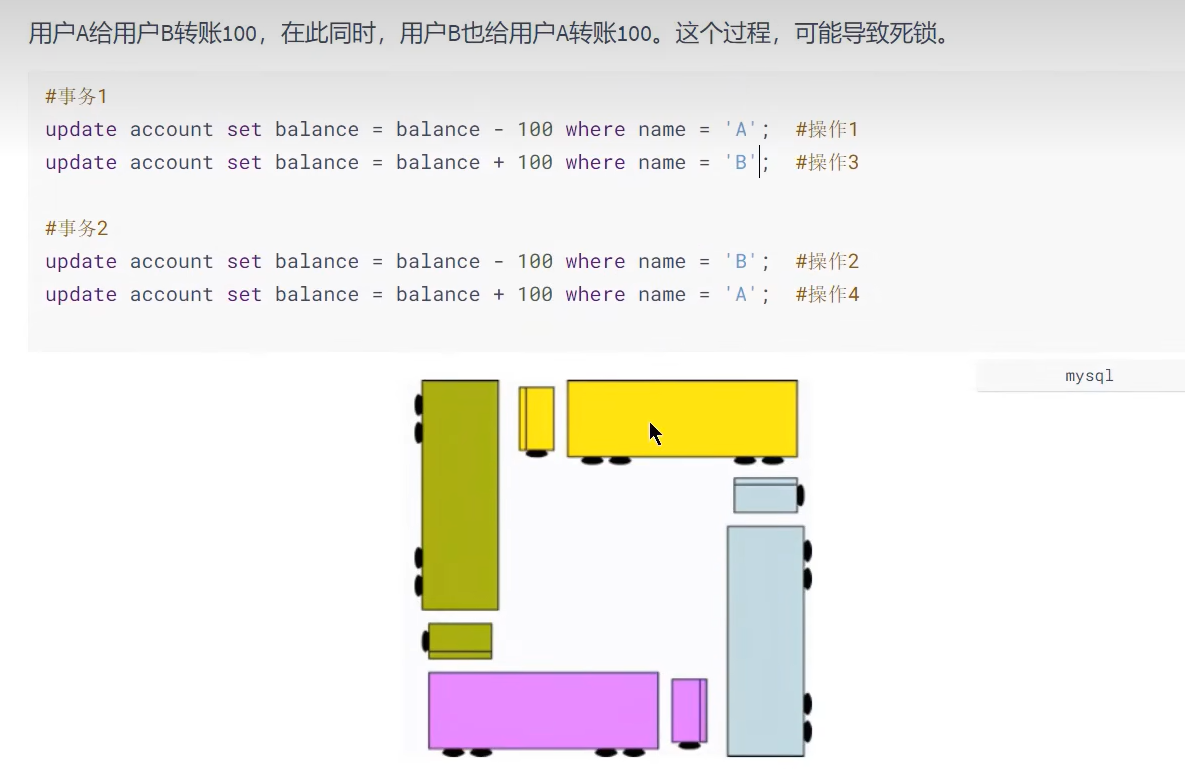 用户A给用户B转账100，在此同时，用户B也给用户A转账100。这个过程，可能导致死锁。
#事务1
update account set balance = balance - 100 where name = 'A';  #操作1
update account set balance = balance + 100 where name = 'B';  #操作3
#事务2
update account set balance = balance - 100 where name = 'B';  #操作2
update account set balance = balance + 100 where name = 'A';  #操作4
mysql